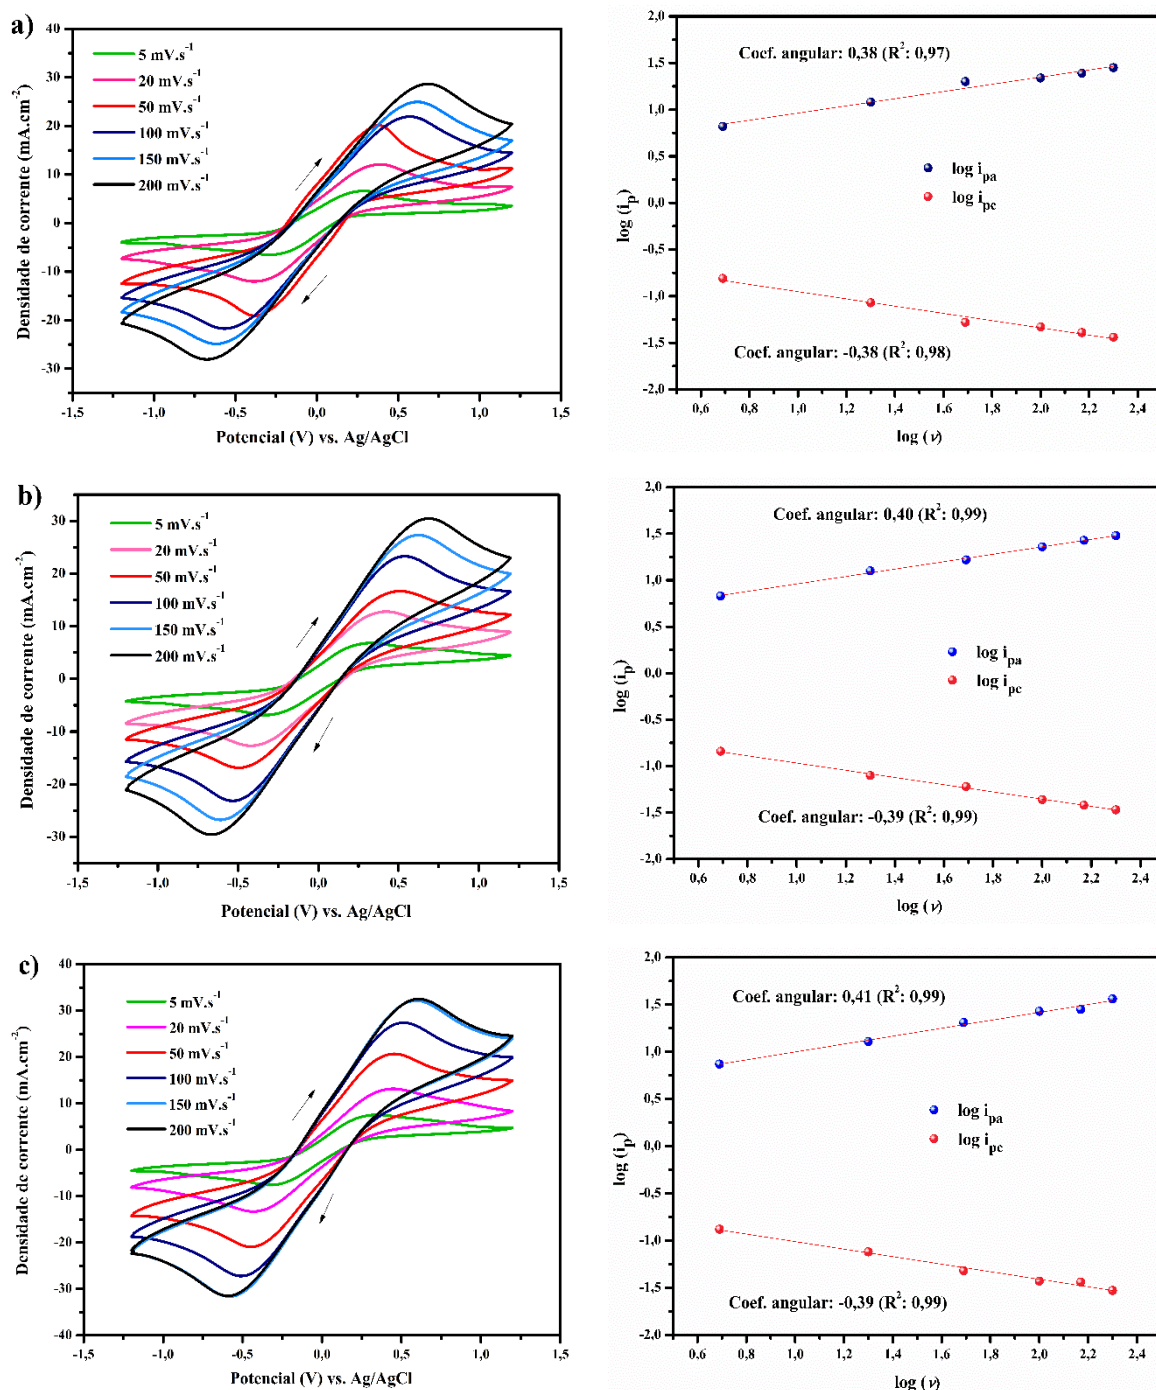 a)
40
30
20
10
0
-10
-20
-30
Densidade de corrente (mA.cm⁻²)
5 mV.s⁻¹
20 mV.s⁻¹
50 mV.s⁻¹
100 mV.s⁻¹
150 mV.s⁻¹
200 mV.s⁻¹
-1,5 -1,0 -0,5 0,0 0,5 1,0 1,5
Potencial (V) vs. Ag/AgCl
2,0
1,5
1,0
0,5
0,0
-0,5
-1,0
-1,5
-2,0
log (iₚ)
Coef. angular: 0,38 (R²: 0,97)
log i_pa
log i_pc
Coef. angular: -0,38 (R²: 0,98)
0,6 0,8 1,0 1,2 1,4 1,6 1,8 2,0 2,2 2,4
log (ν)
b)
30
20
10
0
-10
-20
-30
Densidade de corrente (mA.cm⁻²)
5 mV.s⁻¹
20 mV.s⁻¹
50 mV.s⁻¹
100 mV.s⁻¹
150 mV.s⁻¹
200 mV.s⁻¹
-1,5 -1,0 -0,5 0,0 0,5 1,0 1,5
Potencial (V) vs. Ag/AgCl
2,0
1,5
1,0
0,5
0,0
-0,5
-1,0
-1,5
-2,0
log (iₚ)
Coef. angular: 0,40 (R²: 0,99)
log i_pa
log i_pc
Coef. angular: -0,39 (R²: 0,99)
0,6 0,8 1,0 1,2 1,4 1,6 1,8 2,0 2,2 2,4
log (ν)
c)
40
30
20
10
0
-10
-20
-30
-40
Densidade de corrente (mA.cm⁻²)
5 mV.s⁻¹
20 mV.s⁻¹
50 mV.s⁻¹
100 mV.s⁻¹
150 mV.s⁻¹
200 mV.s⁻¹
-1,5 -1,0 -0,5 0,0 0,5 1,0 1,5
Potencial (V) vs. Ag/AgCl
2,0
1,5
1,0
0,5
0,0
-0,5
-1,0
-1,5
-2,0
log (iₚ)
Coef. angular: 0,41 (R²: 0,99)
log i_pa
log i_pc
Coef. angular: -0,39 (R²: 0,99)
0,6 0,8 1,0 1,2 1,4 1,6 1,8 2,0 2,2 2,4
log (ν)